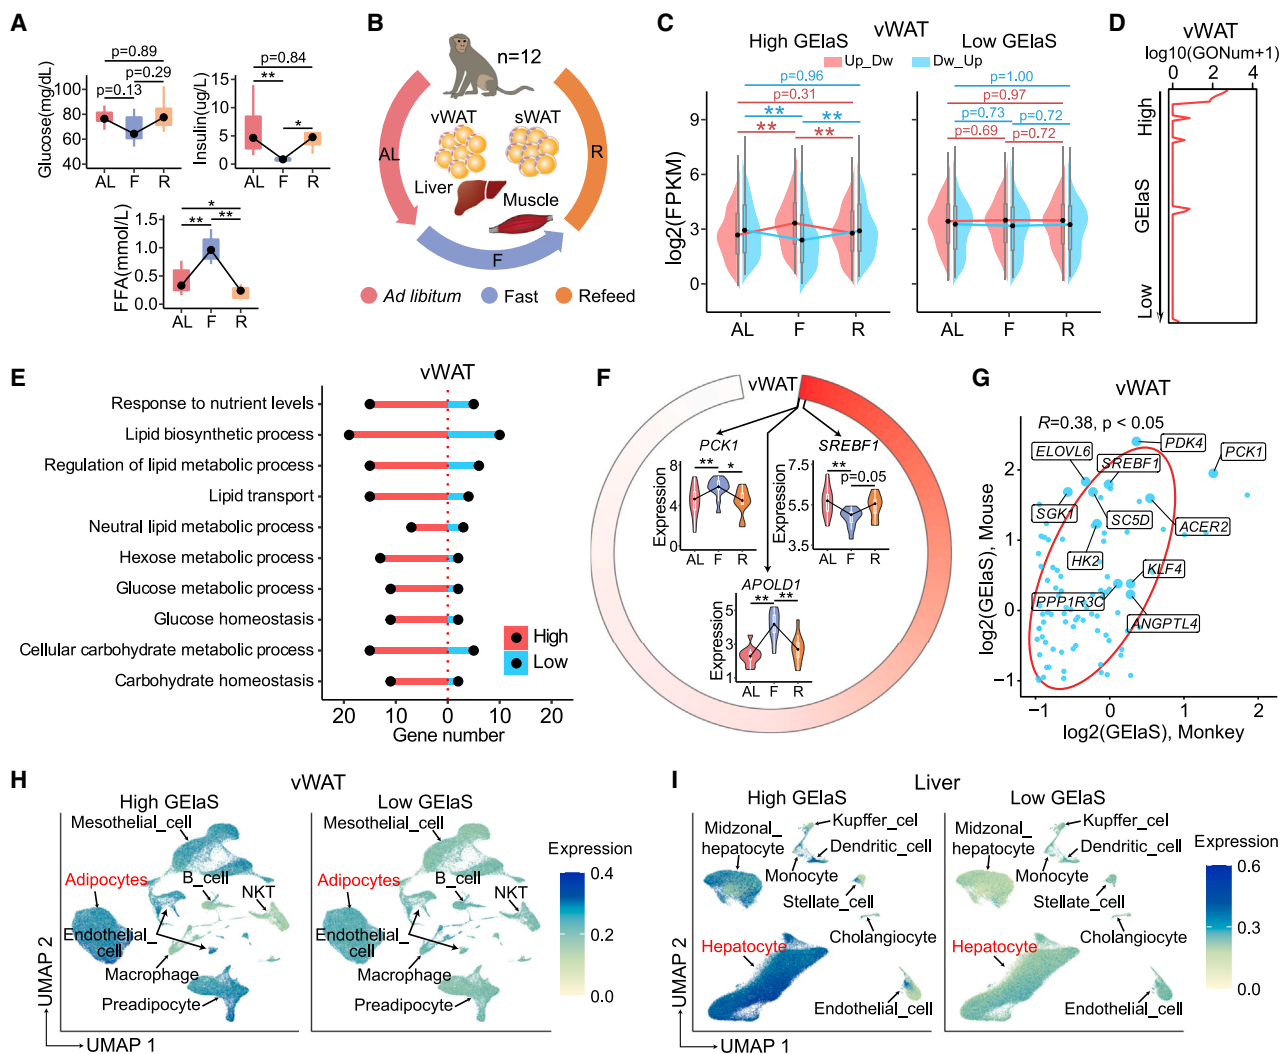 A
p=0.89
p=0.29
p=0.13
Glucose(mg/dL)
100
80
60
40
AL F R
p=0.84
**
*
Insulin(ug/L)
15
10
5
0
AL F R
*
** **
FFA(mmol/L)
1.5
1.0
0.5
0.0
AL F R
B
n=12
vWAT sWAT
Liver
Muscle
AL
F
R
Ad libitum
Fast
Refeed
C
vWAT
High GEIaS
Low GEIaS
Up_Dw
Dw_Up
p=0.96
p=0.31
**
**
**
**
p=1.00
p=0.97
p=0.73
p=0.72
p=0.69
p=0.72
log2(FPKM)
9
6
3
0
AL F R
AL F R
D
vWAT
log10(GONum+1)
0 2 4
High
GEIaS
Low
E
vWAT
Response to nutrient levels
Lipid biosynthetic process
Regulation of lipid metabolic process
Lipid transport
Neutral lipid metabolic process
Hexose metabolic process
Glucose metabolic process
Glucose homeostasis
Cellular carbohydrate metabolic process
Carbohydrate homeostasis
High
Low
20 10 0 10 20
Gene number
F
vWAT
PCK1
** *
Expression
8
4
0
AL F R
SREBF1
**
p=0.05
Expression
7.5
5.5
3.5
AL F R
APOLD1
** **
Expression
5
3
1
AL F R
G
vWAT
R=0.38, p < 0.05
PDK4
ELOVL6
SREBF1
PCK1
SGK1
SC5D
ACER2
HK2
KLF4
PPP1R3C
ANGPTL4
log2(GEIaS), Mouse
2
1
0
−1
−1 0 1 2
log2(GEIaS), Monkey
H
vWAT
High GEIaS
Low GEIaS
Mesothelial_cell
Adipocytes
B_cell
NKT
Endothelial_
cell
Macrophage
Preadipocyte
Mesothelial_cell
Adipocytes
B_cell
NKT
Endothelial_
cell
Macrophage
Preadipocyte
Expression
0.4
0.2
0.0
UMAP 2
UMAP 1
I
Liver
High GEIaS
Low GEIaS
Kupffer_cel
Midzonal_
hepatocyte
Dendritic_cell
Monocyte
Stellate_cell
Cholangiocyte
Hepatocyte
Endothelial_cell
Kupffer_cell
Midzonal_
hepatocyte
Dendritic_cell
Monocyte
Stellate_cell
Cholangiocyte
Hepatocyte
Endothelial_cell
Expression
0.6
0.3
0.0
UMAP 2
UMAP 1